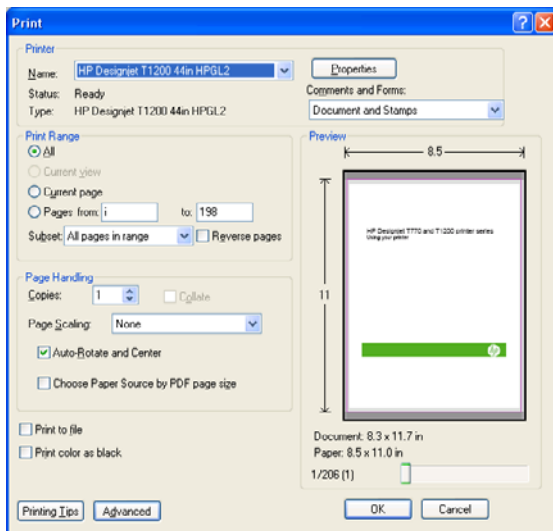 Print
Printer
Name: HP Designjet T1200 44in HPGL2
Properties
Status: Ready
Comments and Forms:
Type: HP Designjet T1200 44in HPGL2
Document and Stamps
Print Range
All
Current view
Current page
Pages from: i to: 198
Subset: All pages in range
Reverse pages
Page Handling
Copies: 1
Collate
Page Scaling: None
Auto-Rotate and Center
Choose Paper Source by PDF page size
Print to file
Print color as black
Printing Tips
Advanced
Preview
8.5
11
HP Designjet T770 and T1200 printer series
Using your printer
hp
Document: 8.3 x 11.7 in
Paper: 8.5 x 11.0 in
1/206 (1)
OK
Cancel